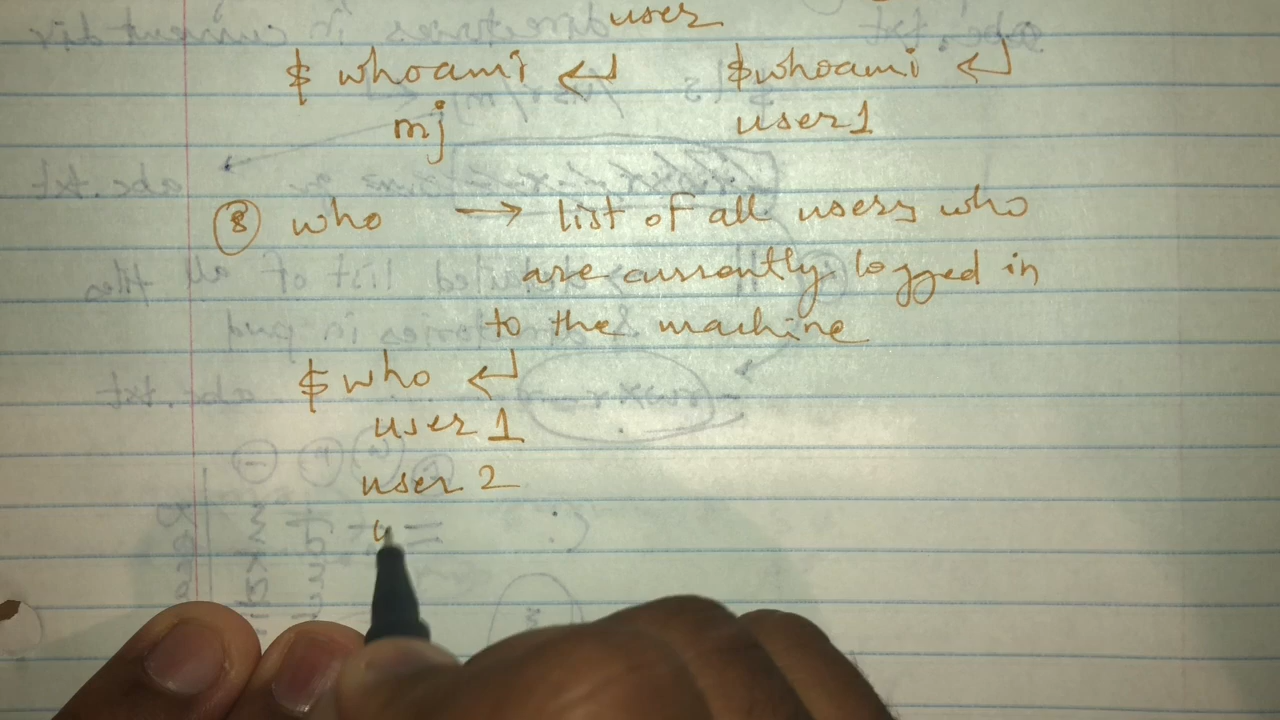 user
$ whoami ↵ $whoami ↵
mj user1
⑧ who → list of all users who
are currently logged in
to the machine
$ who ↵
user 1
user 2
u